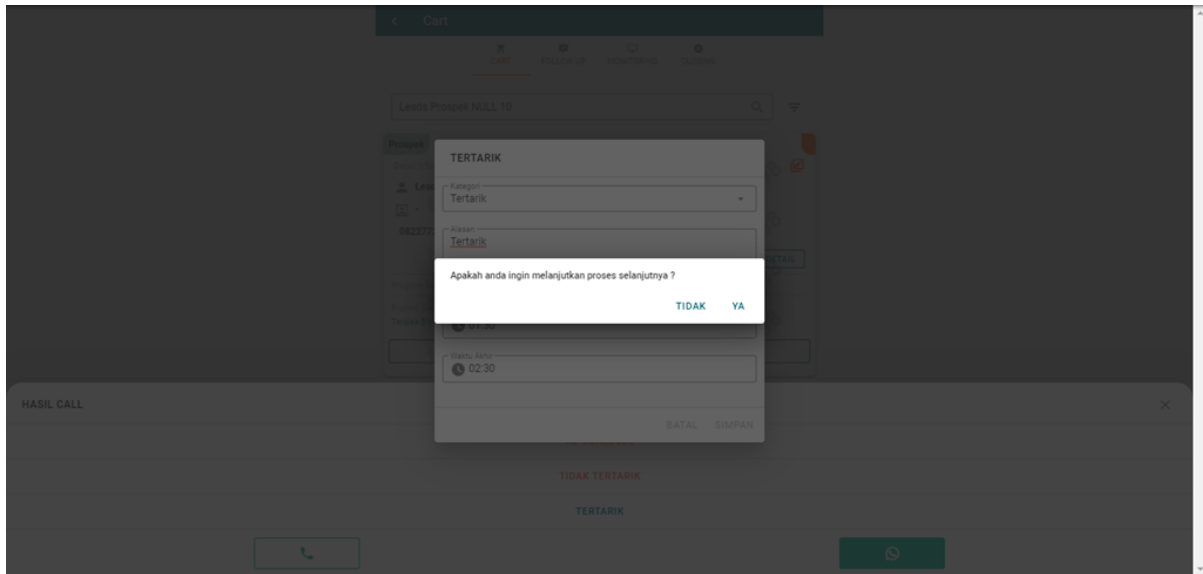 Cart
CART
FOLLOWUP
MONITORING
CLOSING
Leads Prospek NULL 10
Prospek
TERTARIK
Kategori
Tertarik
Alasan
Tertarik
Apakah anda ingin melanjutkan proses selanjutnya ?
TIDAK YA
01:30
Waktu Akhir
02:30
BATAL SIMPAN
HASIL CALL
TIDAK TERTARIK
TERTARIK